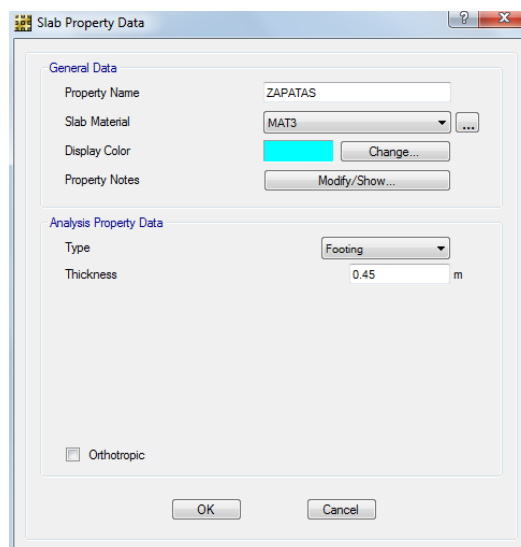 Slab Property Data
General Data
Property Name ZAPATAS
Slab Material MAT3 ...
Display Color Change...
Property Notes Modify/Show...
Analysis Property Data
Type Footing
Thickness 0.45 m
Orthotropic
OK Cancel